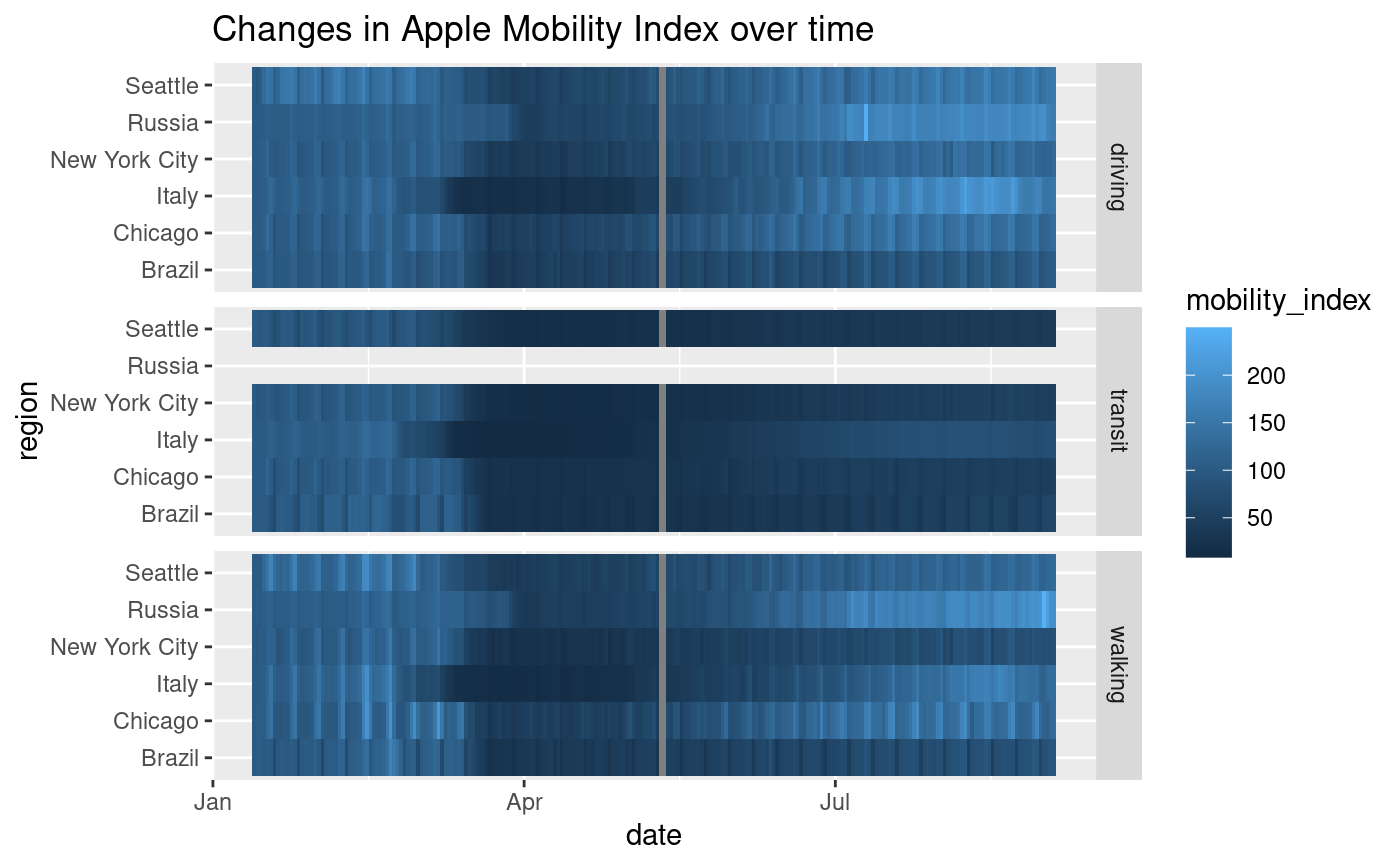 Changes in Apple Mobility Index over time
Seattle
Russia
New York City
Italy
Chicago
Brazil
driving
Seattle
Russia
New York City
Italy
Chicago
Brazil
transit
Seattle
Russia
New York City
Italy
Chicago
Brazil
walking
region
Jan Apr Jul
date
mobility_index
200
150
100
50